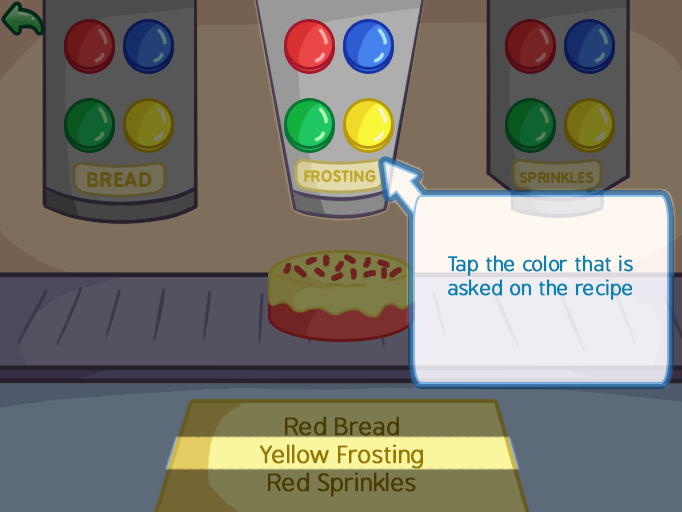 BREAD
FROSTING
SPRINKLES
Tap the color that is
asked on the recipe
Red Bread
Yellow Frosting
Red Sprinkles